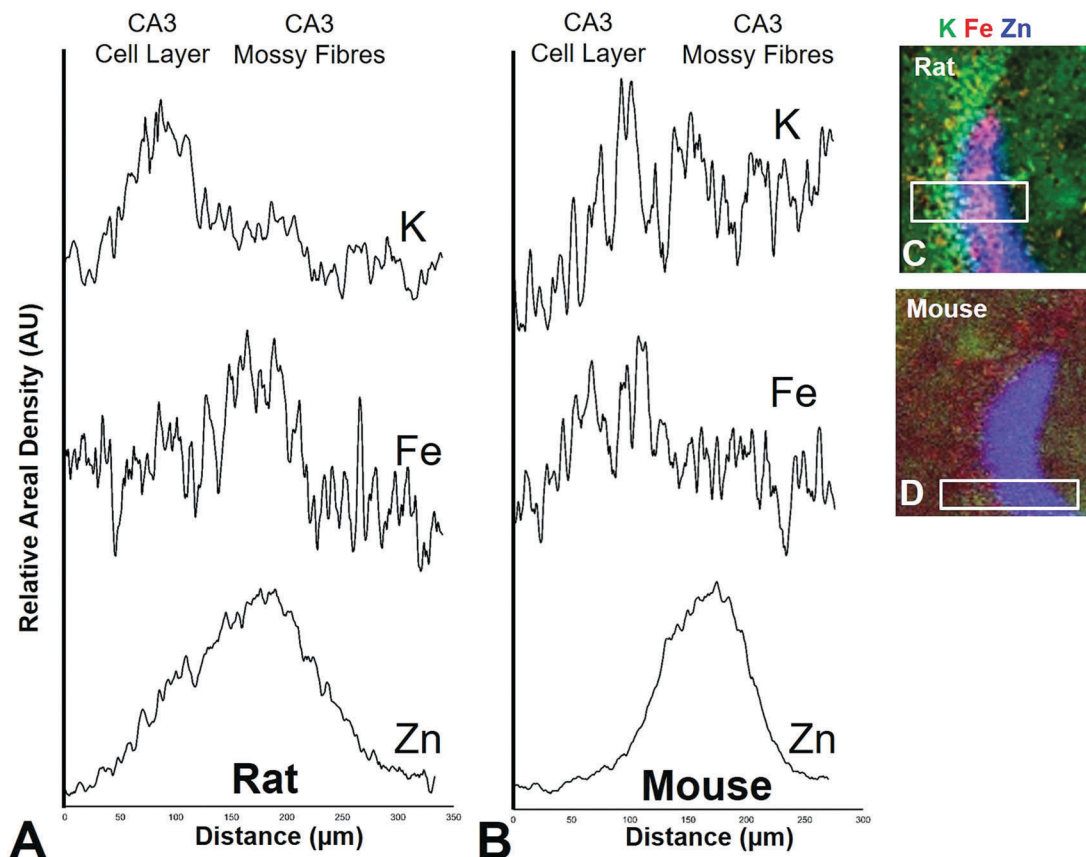 CA3
Cell Layer
CA3
Mossy Fibres
K
Fe
Zn
Rat
Relative Areal Density (AU)
0 50 100 150 200 250 300 350
Distance (µm)
A
CA3
Cell Layer
CA3
Mossy Fibres
K
Fe
Zn
Mouse
0 50 100 150 200 300
Distance (µm)
B
K Fe Zn
Rat
C
Mouse
D